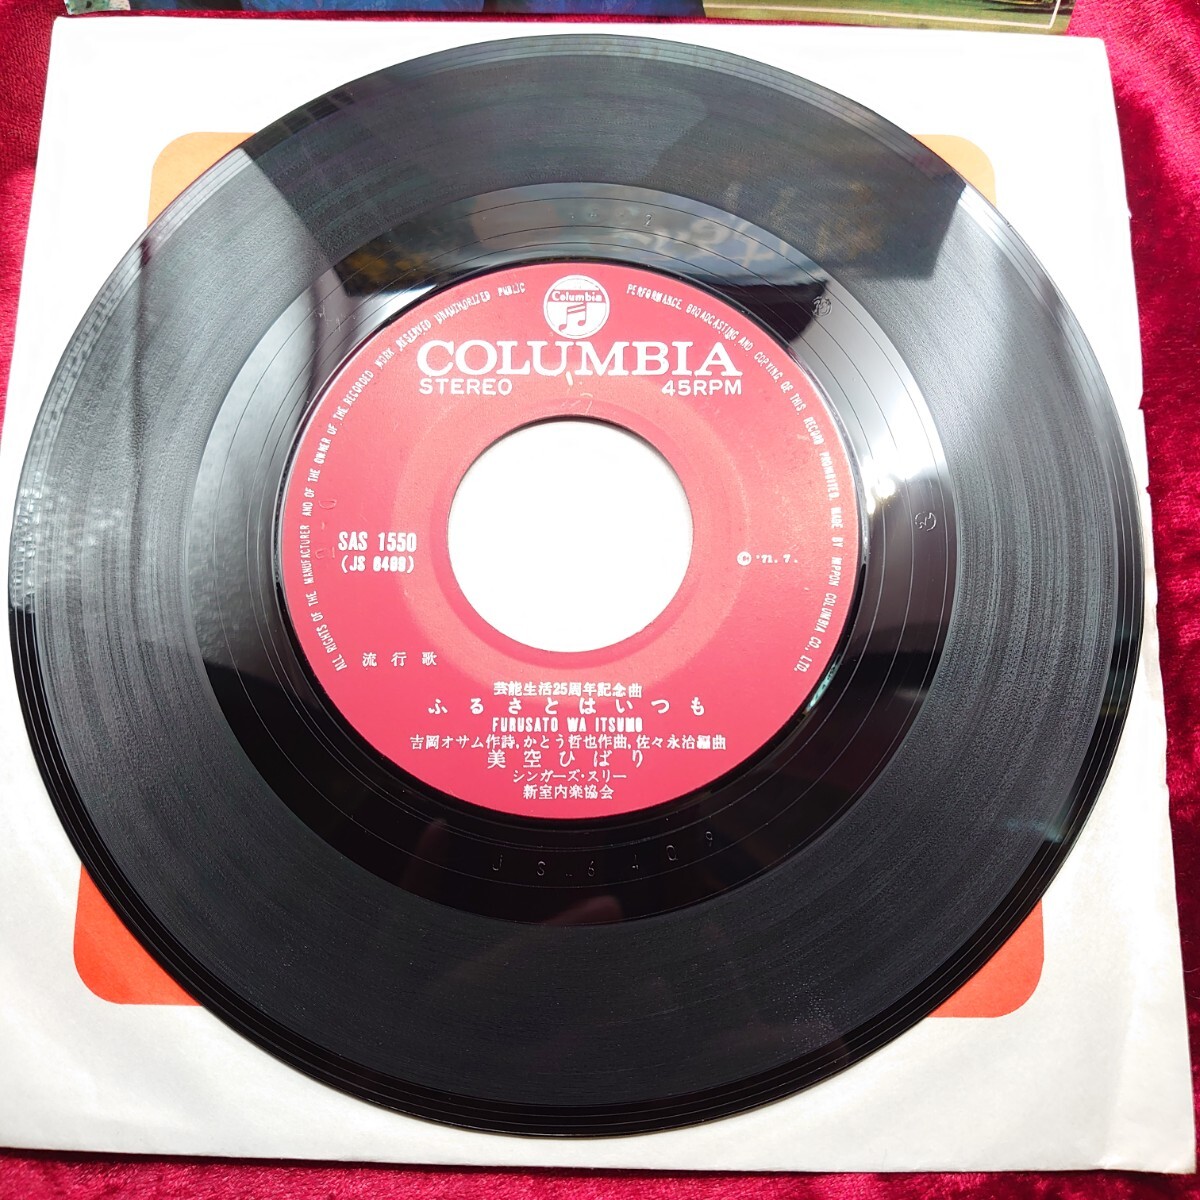 Columbia
COLUMBIA
STEREO 45RPM
ALL RIGHTS OF THE MANUFACTURER AND OF THE OWNER OF THE RECORDED WORK RESERVED UNAUTHORIZED PUBLIC PERFORMANCE, BROADCASTING AND COPYING OF THIS RECORD PROHIBITED. MADE BY NIPPON COLUMBIA CO., LTD.
SAS 1550
流行歌
芸能生活25周年記念曲
ふるさとはいつも
FURUSATO WA ITSUMO
吉岡オサム作詩,かとう哲也作曲,佐々永治編曲
美空ひばり
シンガーズ・スリー
新室内楽協会
JS 6409